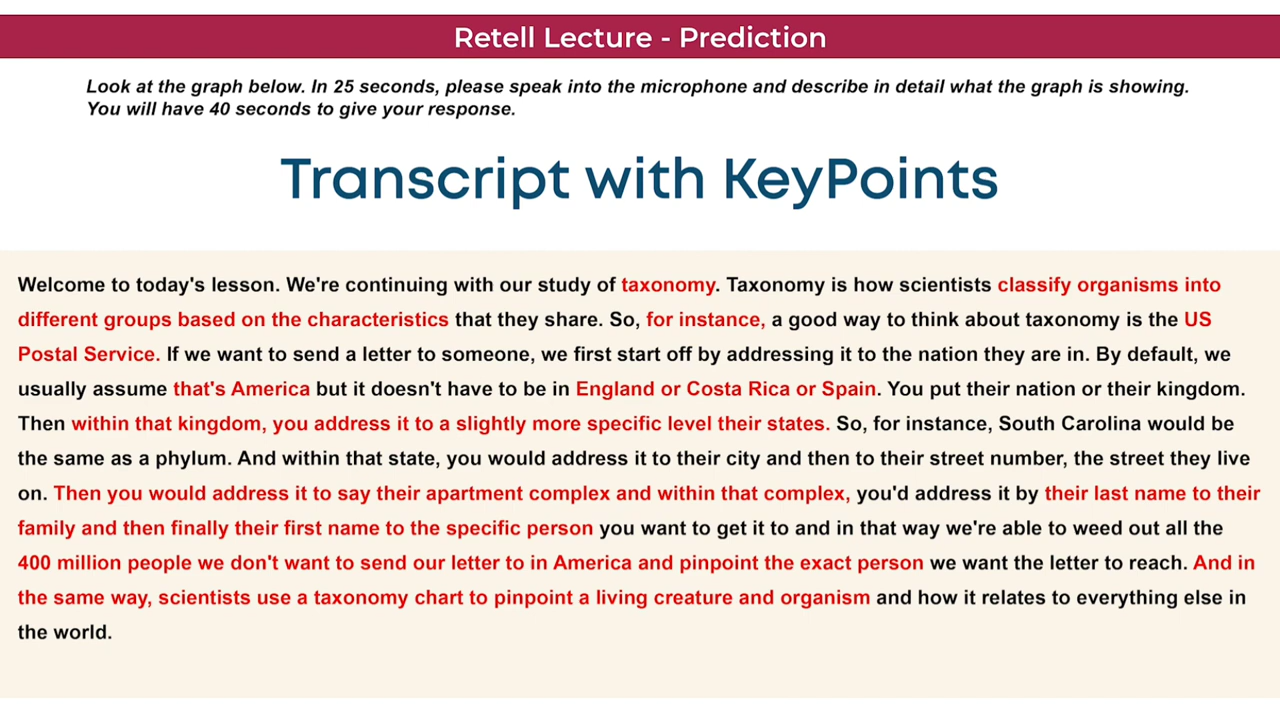 Retell Lecture - Prediction
Look at the graph below. In 25 seconds, please speak into the microphone and describe in detail what the graph is showing.
You will have 40 seconds to give your response.
Transcript with KeyPoints
Welcome to today's lesson. We're continuing with our study of taxonomy. Taxonomy is how scientists classify organisms into
different groups based on the characteristics that they share. So, for instance, a good way to think about taxonomy is the US
Postal Service. If we want to send a letter to someone, we first start off by addressing it to the nation they are in. By default, we
usually assume that's America but it doesn't have to be in England or Costa Rica or Spain. You put their nation or their kingdom.
Then within that kingdom, you address it to a slightly more specific level their states. So, for instance, South Carolina would be
the same as a phylum. And within that state, you would address it to their city and then to their street number, the street they live
on. Then you would address it to say their apartment complex and within that complex, you'd address it by their last name to their
family and then finally their first name to the specific person you want to get it to and in that way we're able to weed out all the
400 million people we don't want to send our letter to in America and pinpoint the exact person we want the letter to reach. And in
the same way, scientists use a taxonomy chart to pinpoint a living creature and organism and how it relates to everything else in
the world.